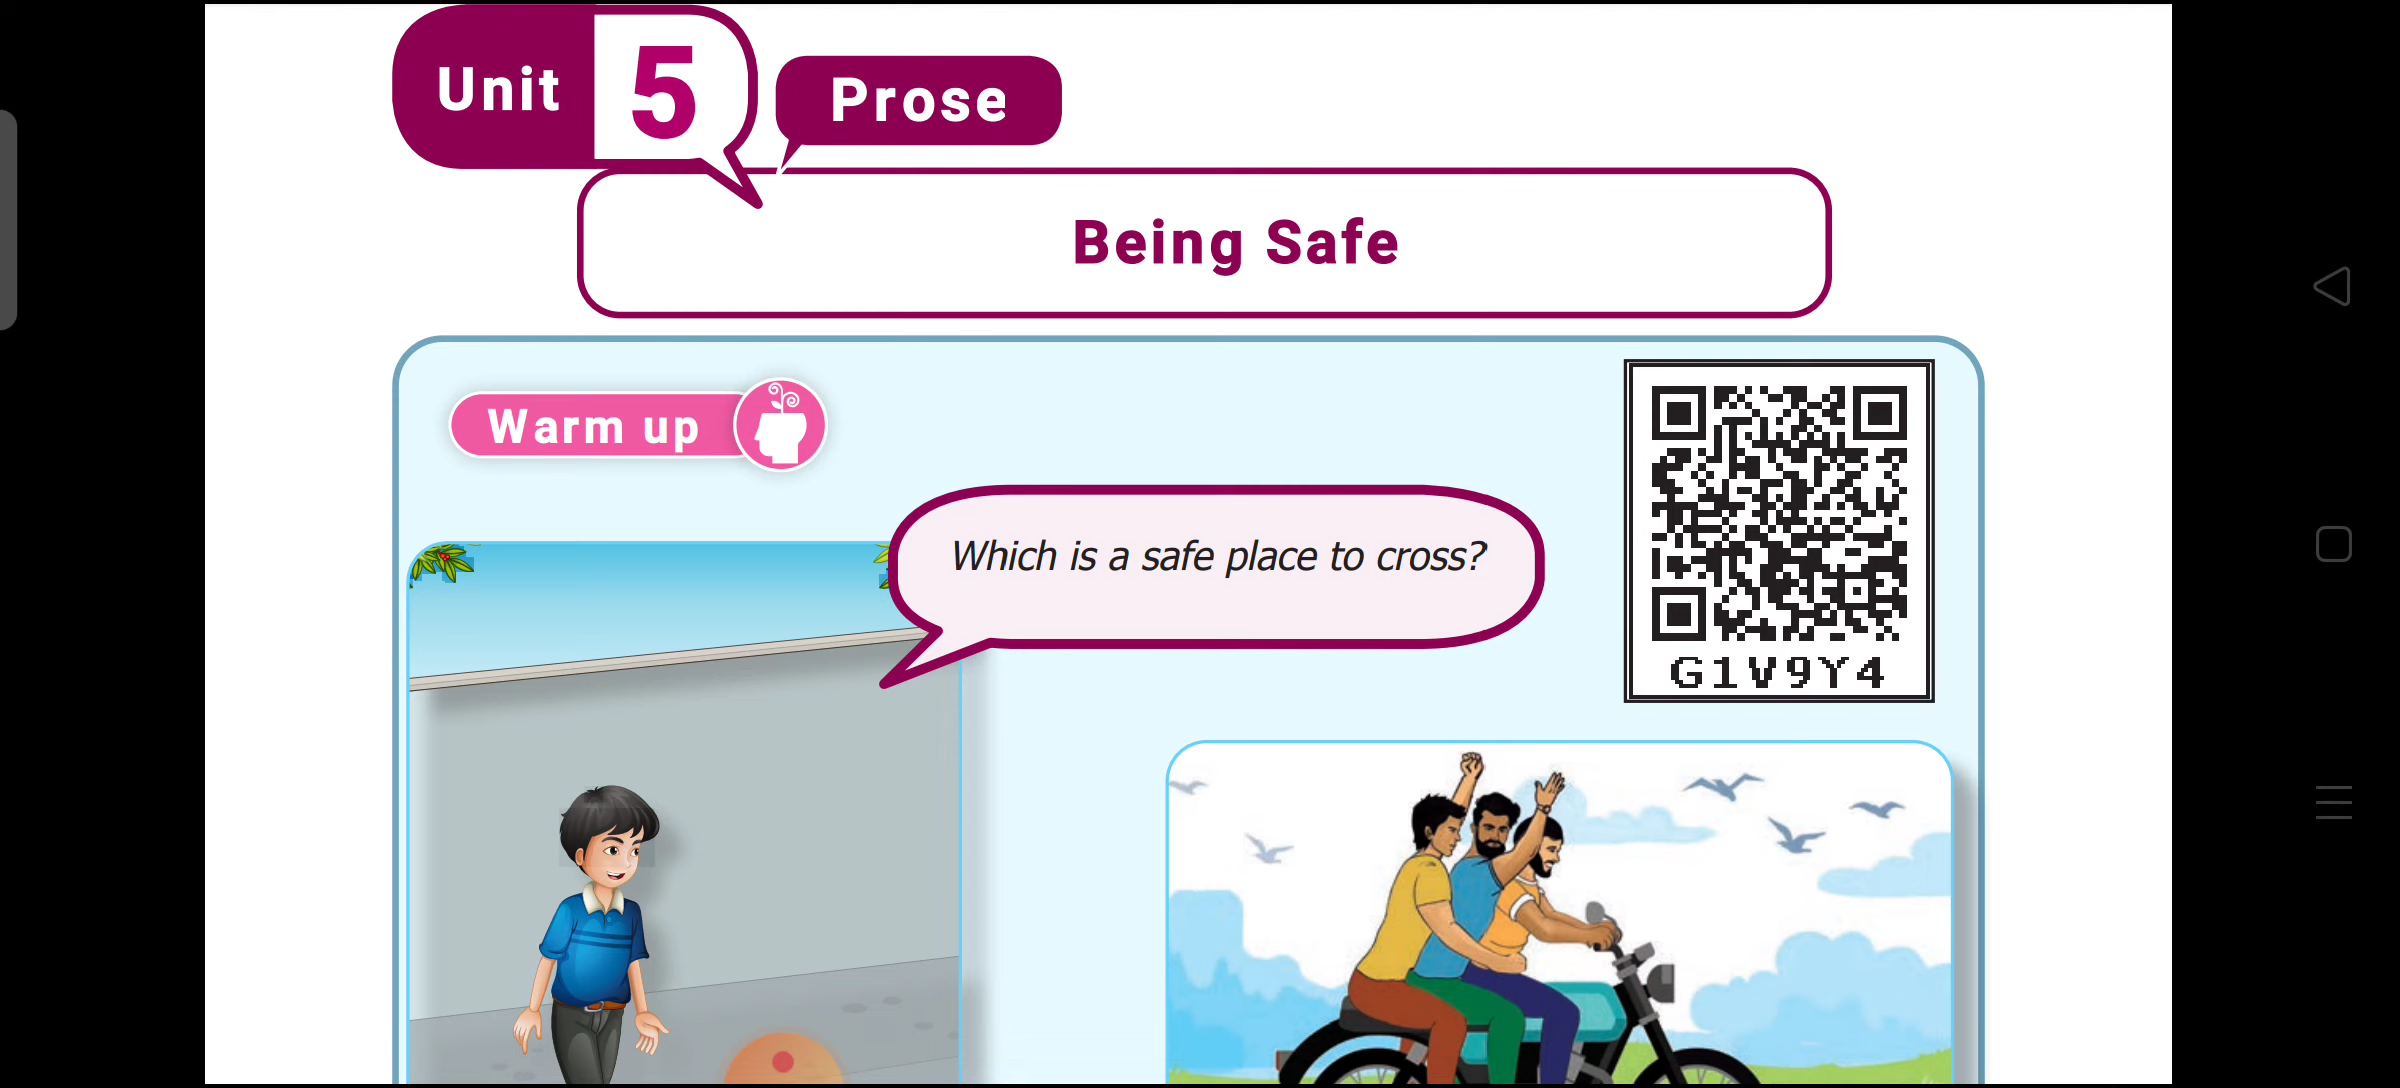 Unit 5
Prose
Being Safe
Warm up
Which is a safe place to cross?
G1V9Y4